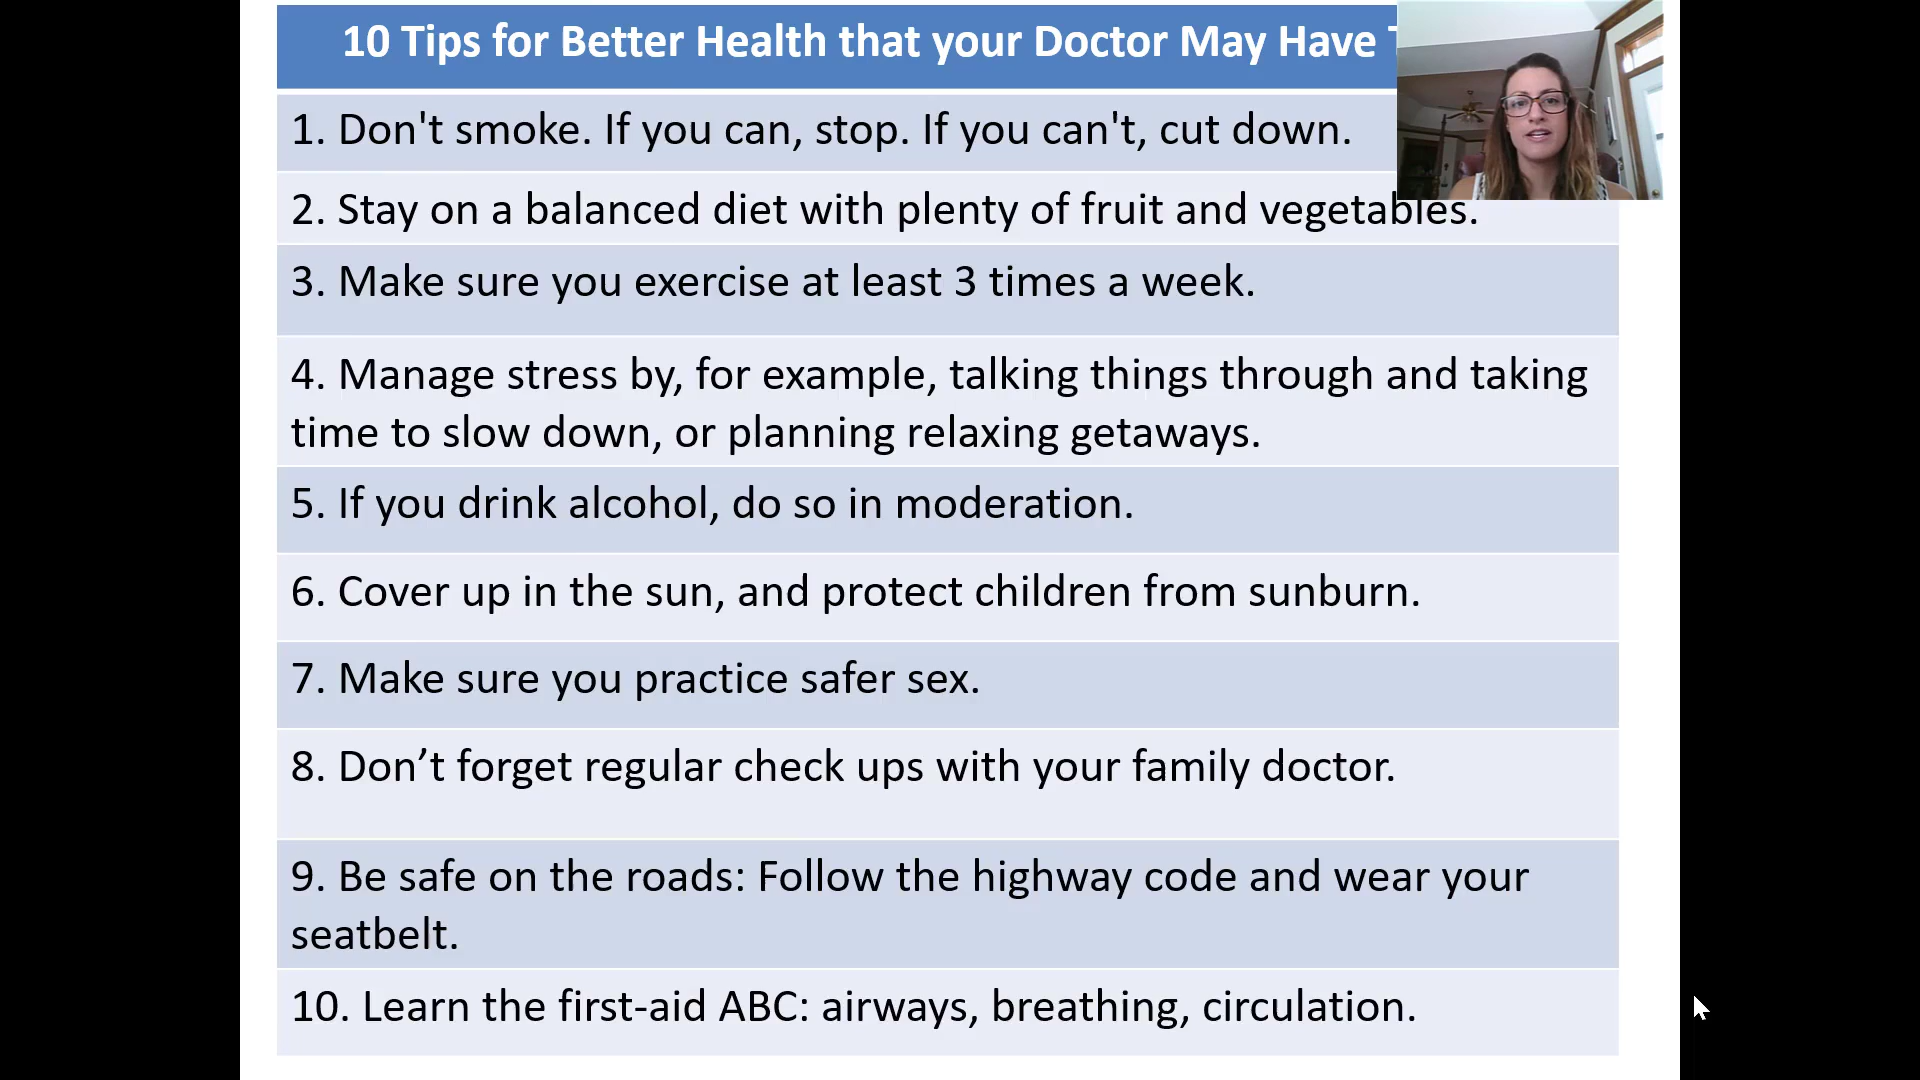 10 Tips for Better Health that your Doctor May Have
1. Don't smoke. If you can, stop. If you can't, cut down.
2. Stay on a balanced diet with plenty of fruit and vegetables.
3. Make sure you exercise at least 3 times a week.
4. Manage stress by, for example, talking things through and taking
time to slow down, or planning relaxing getaways.
5. If you drink alcohol, do so in moderation.
6. Cover up in the sun, and protect children from sunburn.
7. Make sure you practice safer sex.
8. Don’t forget regular check ups with your family doctor.
9. Be safe on the roads: Follow the highway code and wear your
seatbelt.
10. Learn the first-aid ABC: airways, breathing, circulation.